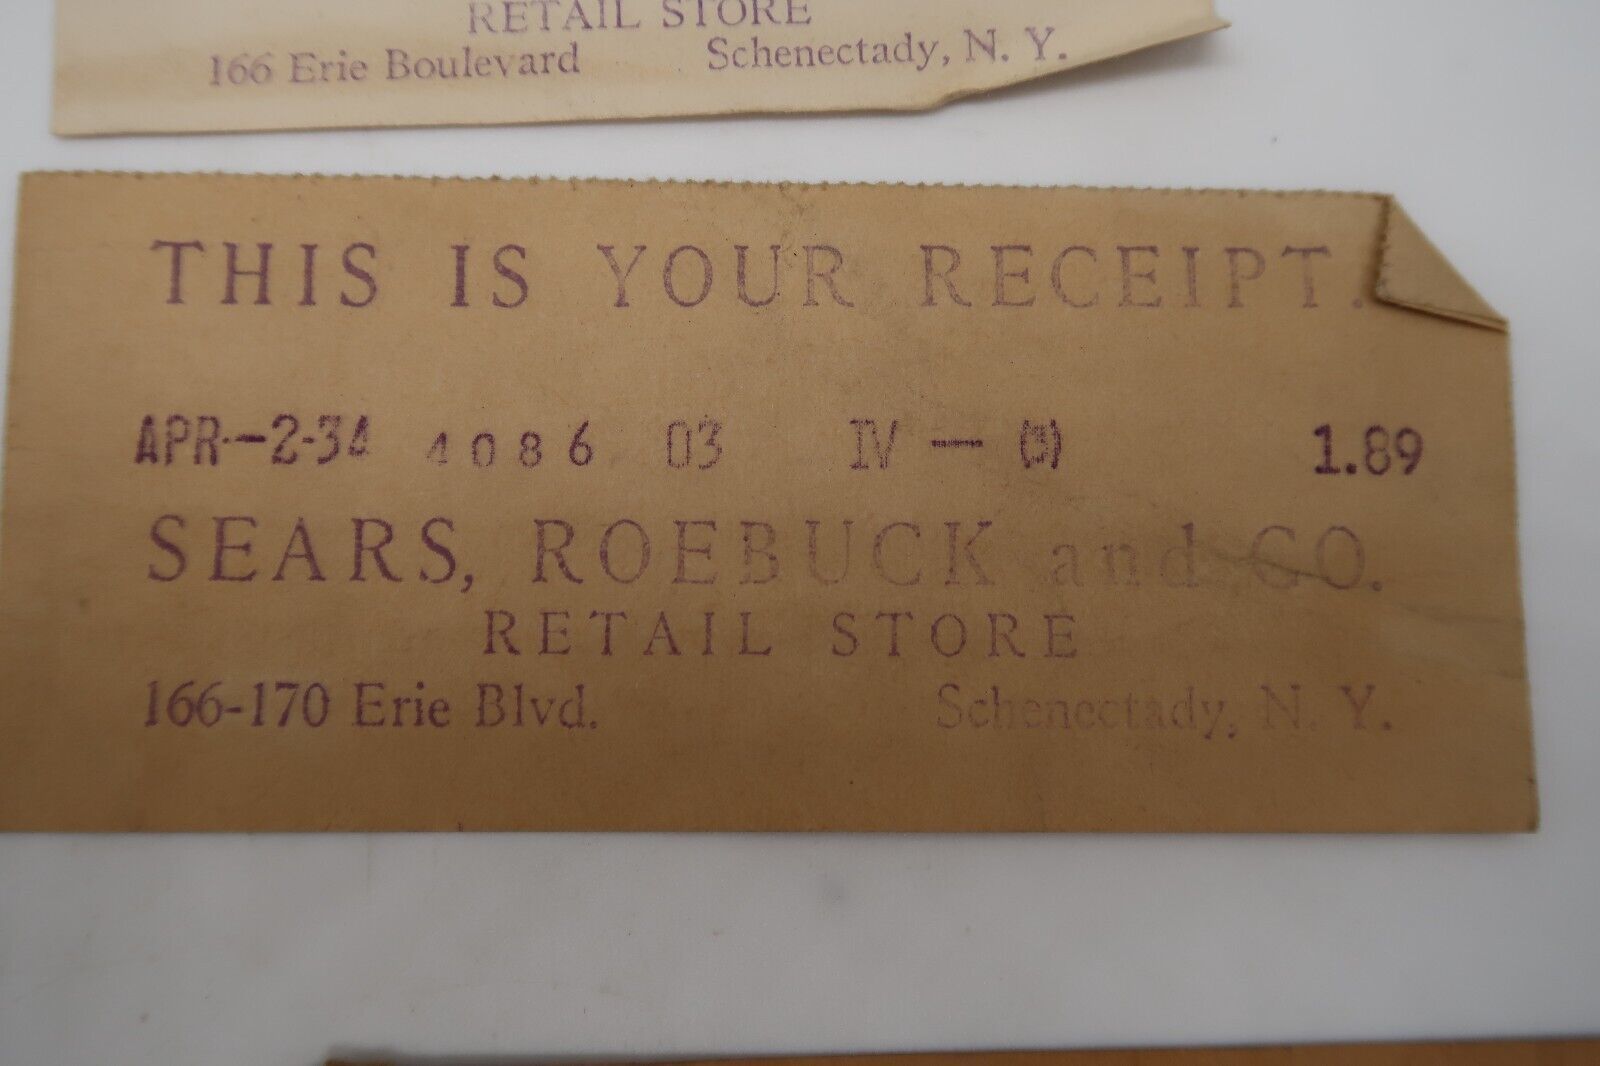 RETAIL STORE
166 Erie Boulevard Schenectady, N. Y.
THIS IS YOUR RECEIPT.
APR--2-34 4086 03 IV — 1.89
SEARS, ROEBUCK and CO.
RETAIL STORE
166-170 Erie Blvd. Schenectady, N. Y.